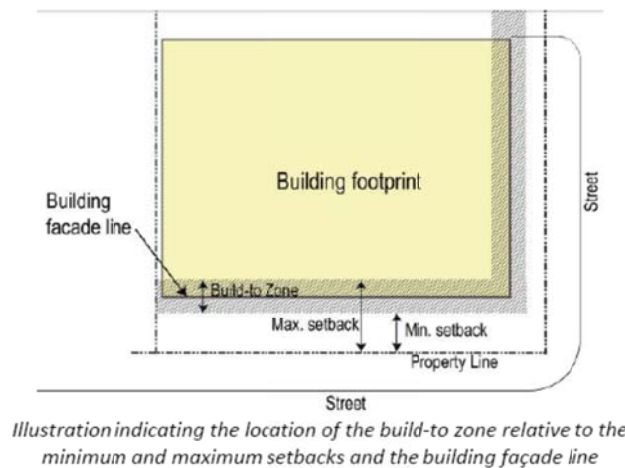 Building footprint
Building
facade line
Street
Build-to Zone
Max. setback
Min. setback
Property Line
Street
Illustration indicating the location of the build-to zone relative to the
minimum and maximum setbacks and the building façade line